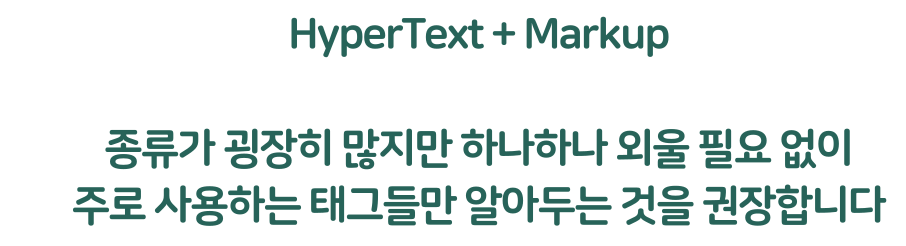 HyperText + Markup
종류가 굉장히 많지만 하나하나 외울 필요 없이
주로 사용하는 태그들만 알아두는 것을 권장합니다